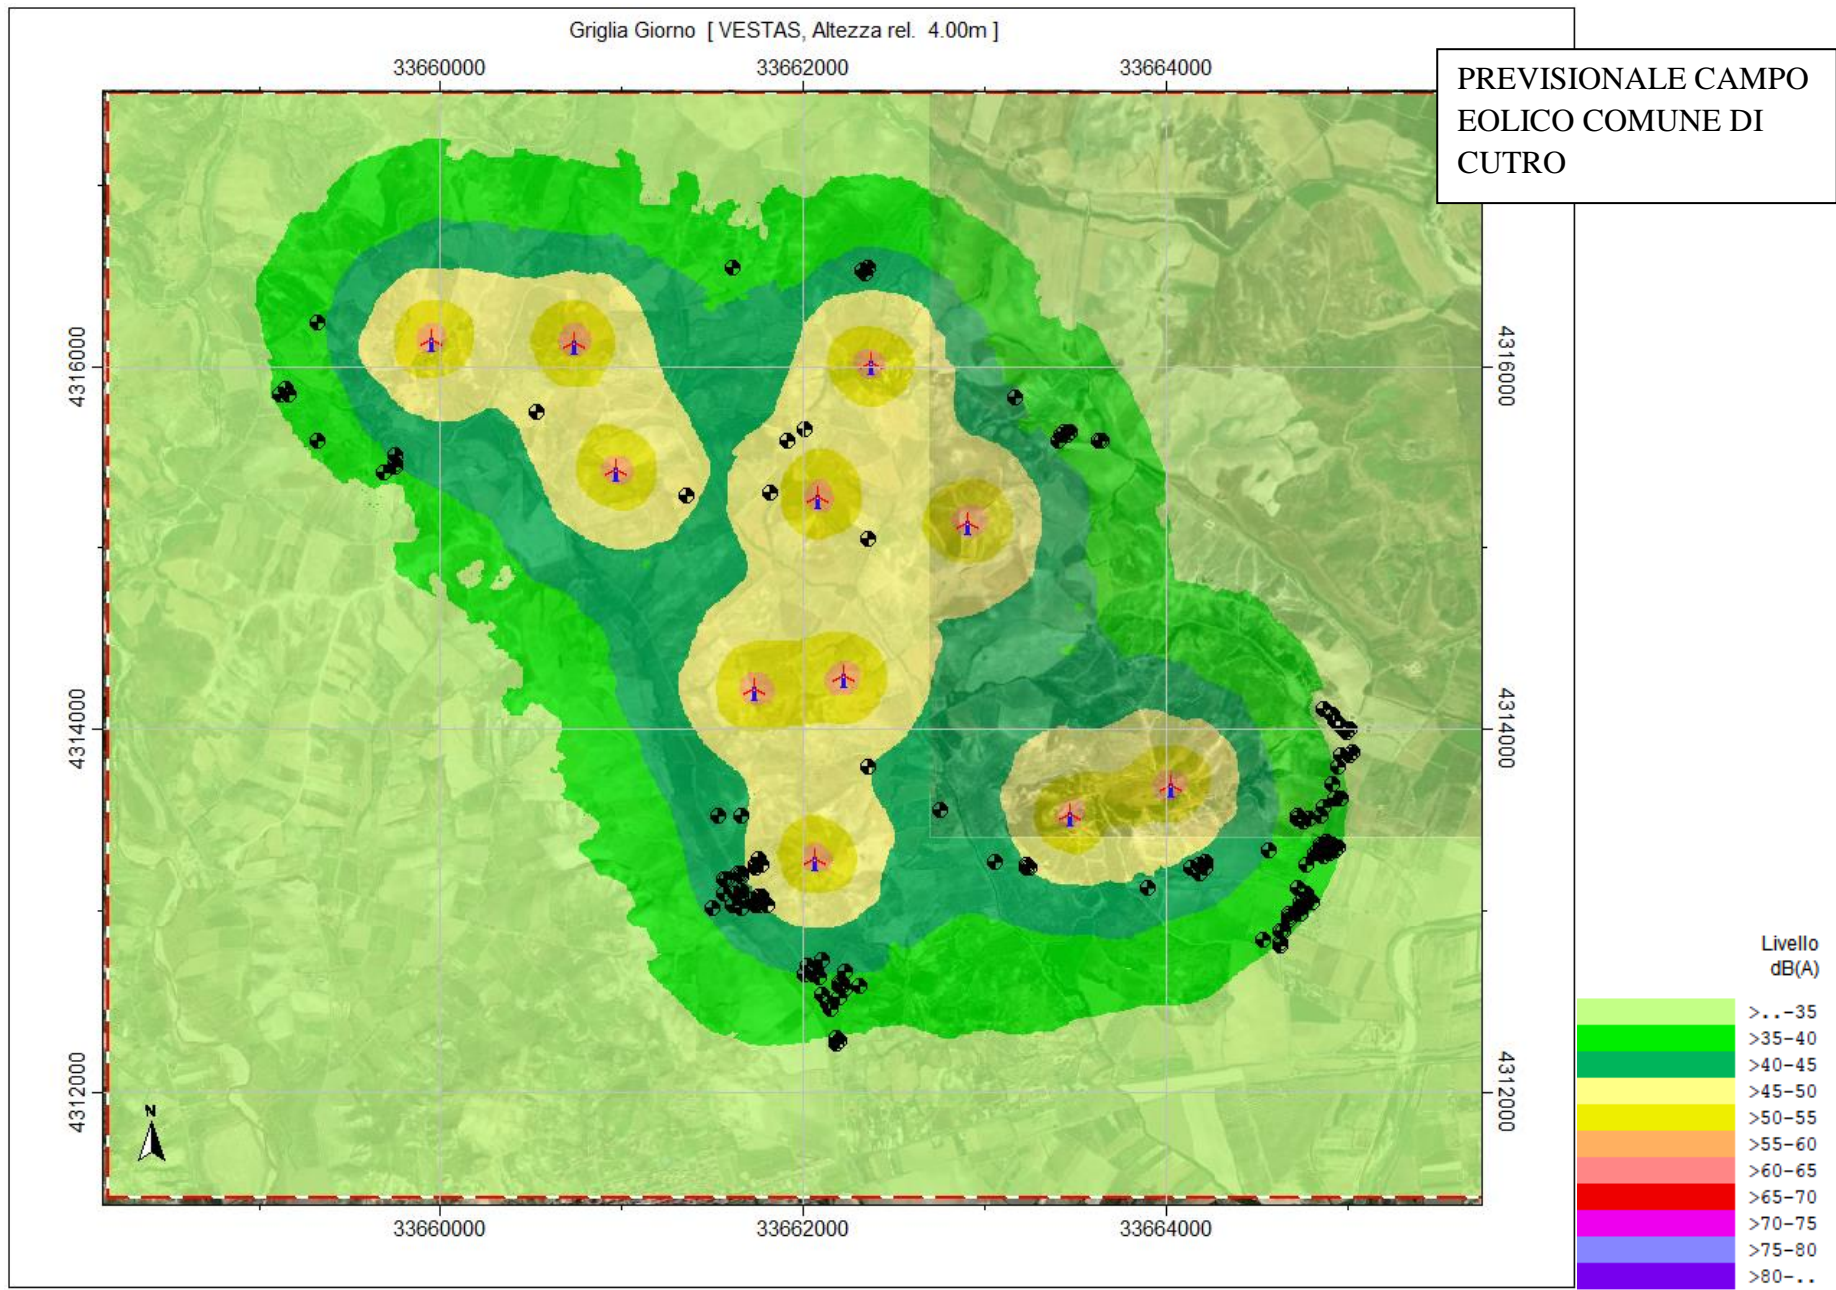 Griglia Giorno [ VESTAS, Altezza rel. 4.00m ]
33660000 33662000 33664000
PREVISIONALE CAMPO
EOLICO COMUNE DI
CUTRO
4316000 4316000
4314000 4314000
4312000 4312000
N
33660000 33662000 33664000
Livello
dB(A)
>..-35
>35-40
>40-45
>45-50
>50-55
>55-60
>60-65
>65-70
>70-75
>75-80
>80-..